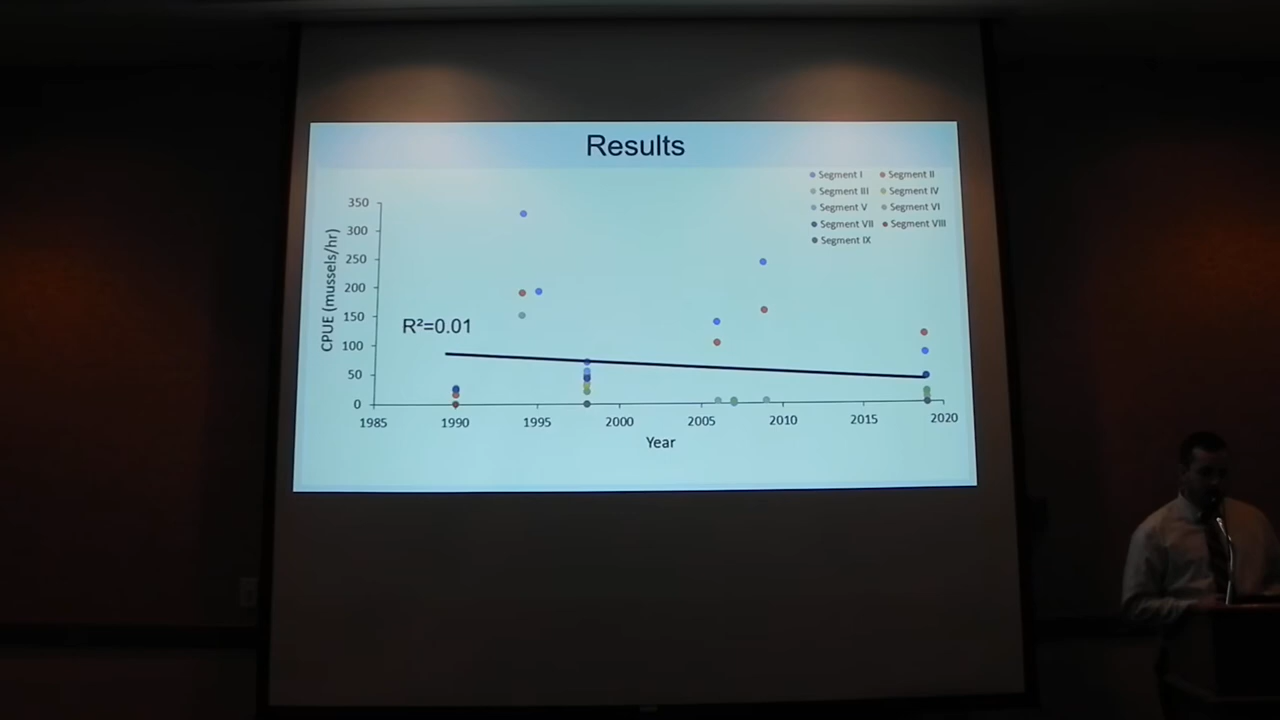 Results
Segment I Segment II
Segment III Segment IV
Segment V Segment VI
Segment VII Segment VIII
Segment IX
350
300
250
200
150
100
50
0
CPUE (mussels/hr)
R²=0.01
1985 1990 1995 2000 2005 2010 2015 2020
Year